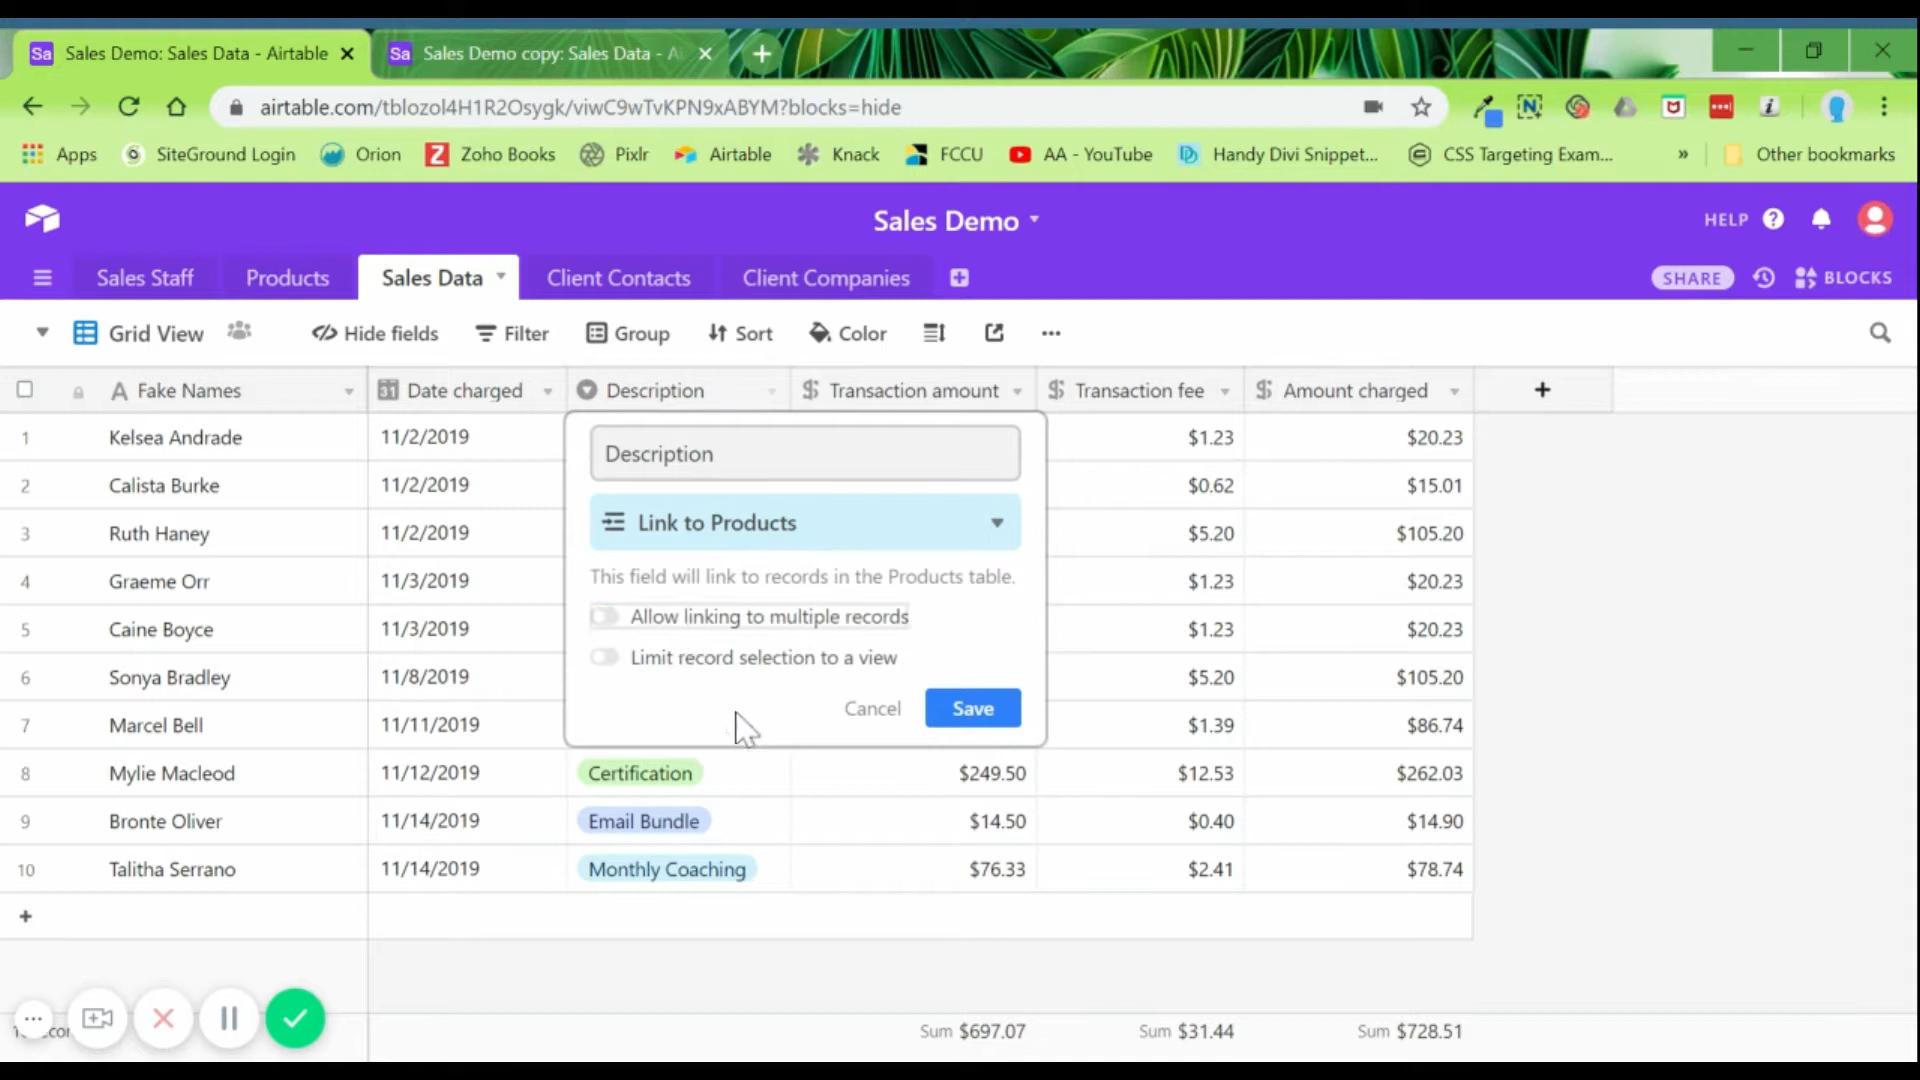 Sa Sales Demo: Sales Data - Airtable
Sa Sales Demo copy: Sales Data - A
airtable.com/tblozol4H1R2Osygk/viwC9wTvKPN9xABYM?blocks=hide
Apps SiteGround Login Orion Zoho Books Pixlr Airtable Knack FCCU AA - YouTube Handy Divi Snippet... CSS Targeting Exam... » Other bookmarks
Sales Demo
HELP
Sales Staff Products Sales Data Client Contacts Client Companies
SHARE BLOCKS
Grid View Hide fields Filter Group Sort Color
Fake Names Date charged Description Transaction amount Transaction fee Amount charged
1 Kelsea Andrade 11/2/2019 $1.23 $20.23
Description
2 Calista Burke 11/2/2019 $0.62 $15.01
Link to Products
3 Ruth Haney 11/2/2019 $5.20 $105.20
This field will link to records in the Products table.
4 Graeme Orr 11/3/2019 $1.23 $20.23
Allow linking to multiple records
5 Caine Boyce 11/3/2019 $1.23 $20.23
Limit record selection to a view
6 Sonya Bradley 11/8/2019 $5.20 $105.20
Cancel Save
7 Marcel Bell 11/11/2019 $1.39 $86.74
8 Mylie Macleod 11/12/2019 Certification $249.50 $12.53 $262.03
9 Bronte Oliver 11/14/2019 Email Bundle $14.50 $0.40 $14.90
10 Talitha Serrano 11/14/2019 Monthly Coaching $76.33 $2.41 $78.74
Sum $697.07 Sum $31.44 Sum $728.51